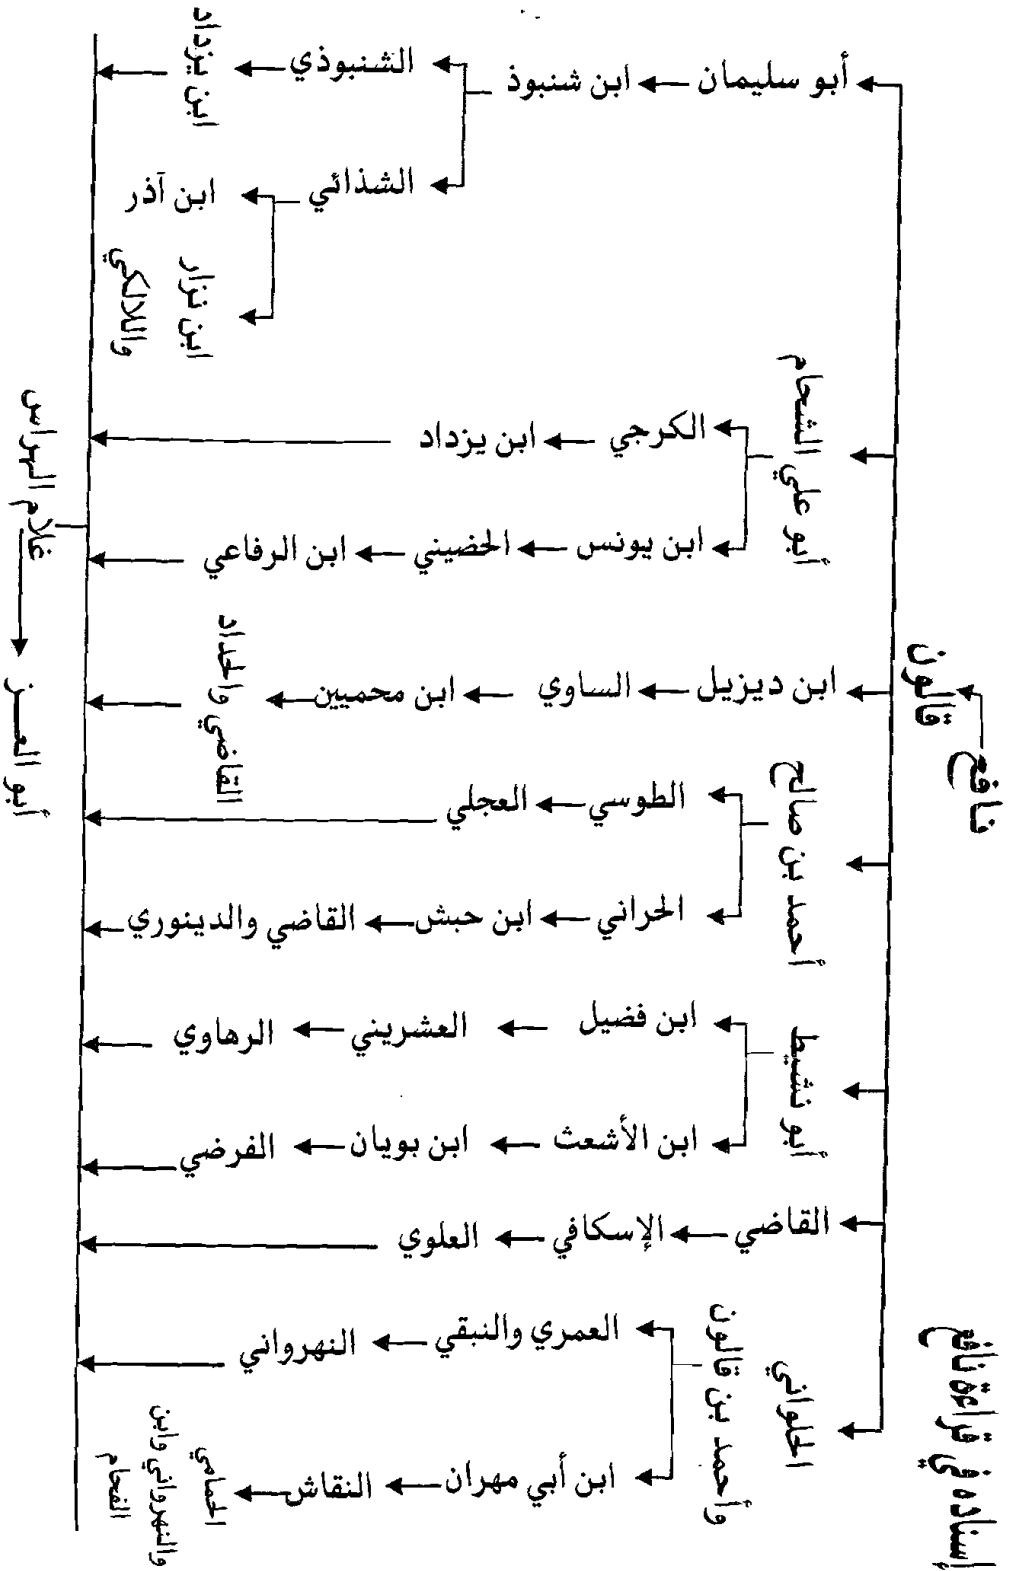 إسناده في قراءة نافع
نافع
قالون
أبو سليمان
ابن شنبوذ
الشنبوذي
ابن يزداد
الشذائي
ابن آذر
ابن نزار
واللالكي
أبو علي الشحام
الكرجي
ابن يزداد
ابن يونس
الحضيني
ابن الرفاعي
ابن ديزيل
الساوي
ابن محميين
القاضي والحداد
أحمد بن صالح
الطوسي
العجلي
الحراني
ابن حبش
القاضي والدينوري
أبو نشيط
ابن فضيل
العشريني
الرهاوي
ابن الأشعث
ابن بويان
الفرضي
القاضي
الإسكافي
العلوي
الحلواني
وأحمد بن قالون
العمري والنبقي
النهرواني
ابن أبي مهران
النقاش
الحمامي
والنهرواني وابن
الفحام
غلام الهراس
أبو العـــز